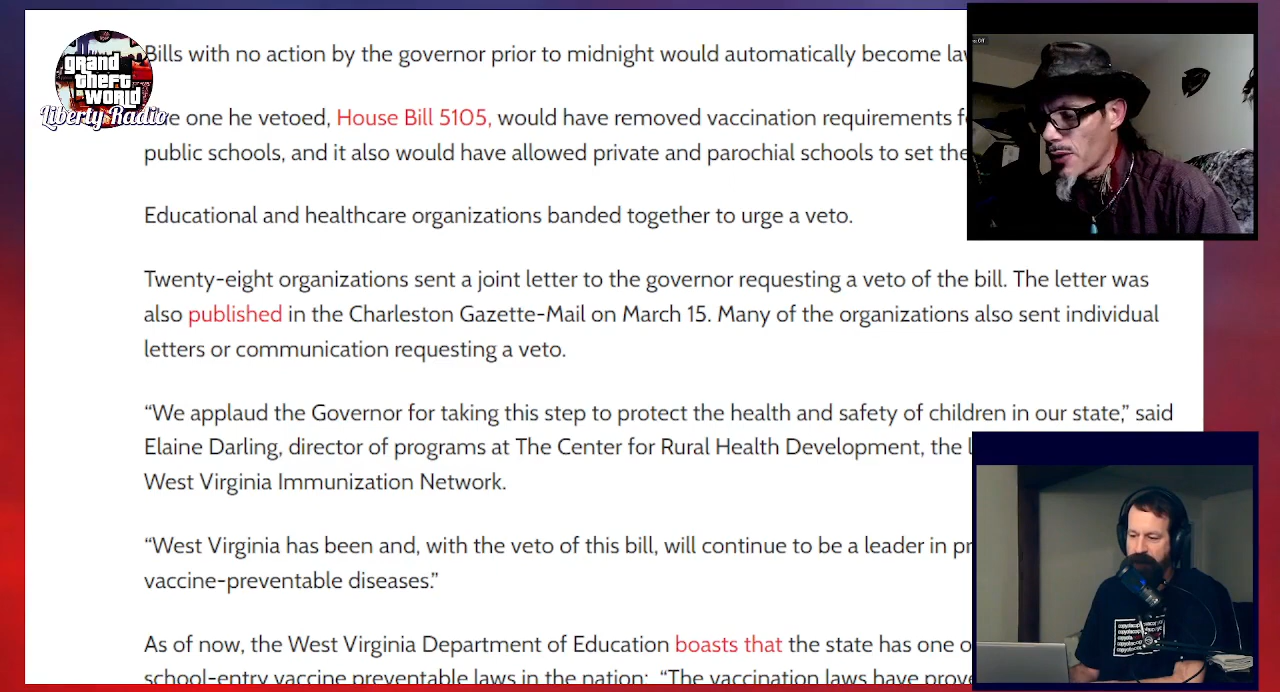 Bills with no action by the governor prior to midnight would automatically become la
grand
theft
WORLD
Liberty Radio
one he vetoed, House Bill 5105, would have removed vaccination requirements
public schools, and it also would have allowed private and parochial schools to set the
Educational and healthcare organizations banded together to urge a veto.
Twenty-eight organizations sent a joint letter to the governor requesting a veto of the bill. The letter was
also published in the Charleston Gazette-Mail on March 15. Many of the organizations also sent individual
letters or communication requesting a veto.
“We applaud the Governor for taking this step to protect the health and safety of children in our state,” said
Elaine Darling, director of programs at The Center for Rural Health Development, the
West Virginia Immunization Network.
“West Virginia has been and, with the veto of this bill, will continue to be a leader in
vaccine-preventable diseases.”
As of now, the West Virginia Department of Education boasts that the state has one
school-entry vaccine preventable laws in the nation: “The vaccination laws have